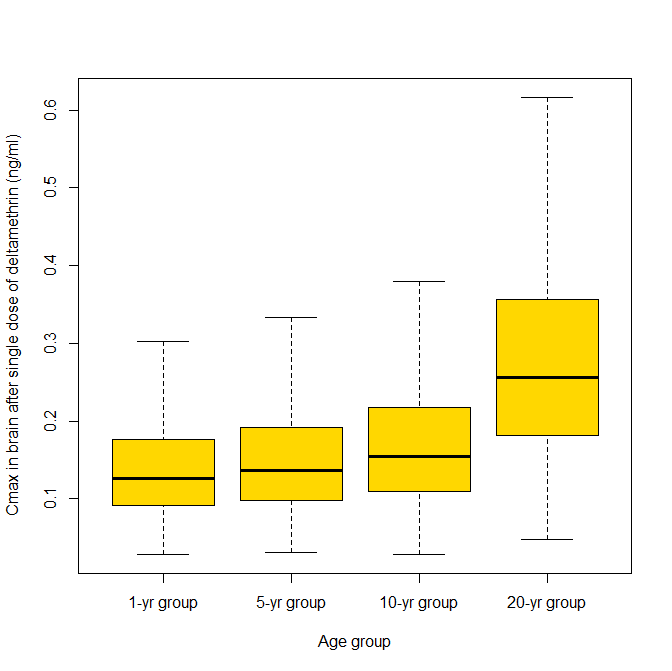 Cmax in brain after single dose of deltamethrin (ng/ml)
0.6
0.5
0.4
0.3
0.2
0.1
1-yr group
5-yr group
10-yr group
20-yr group
Age group